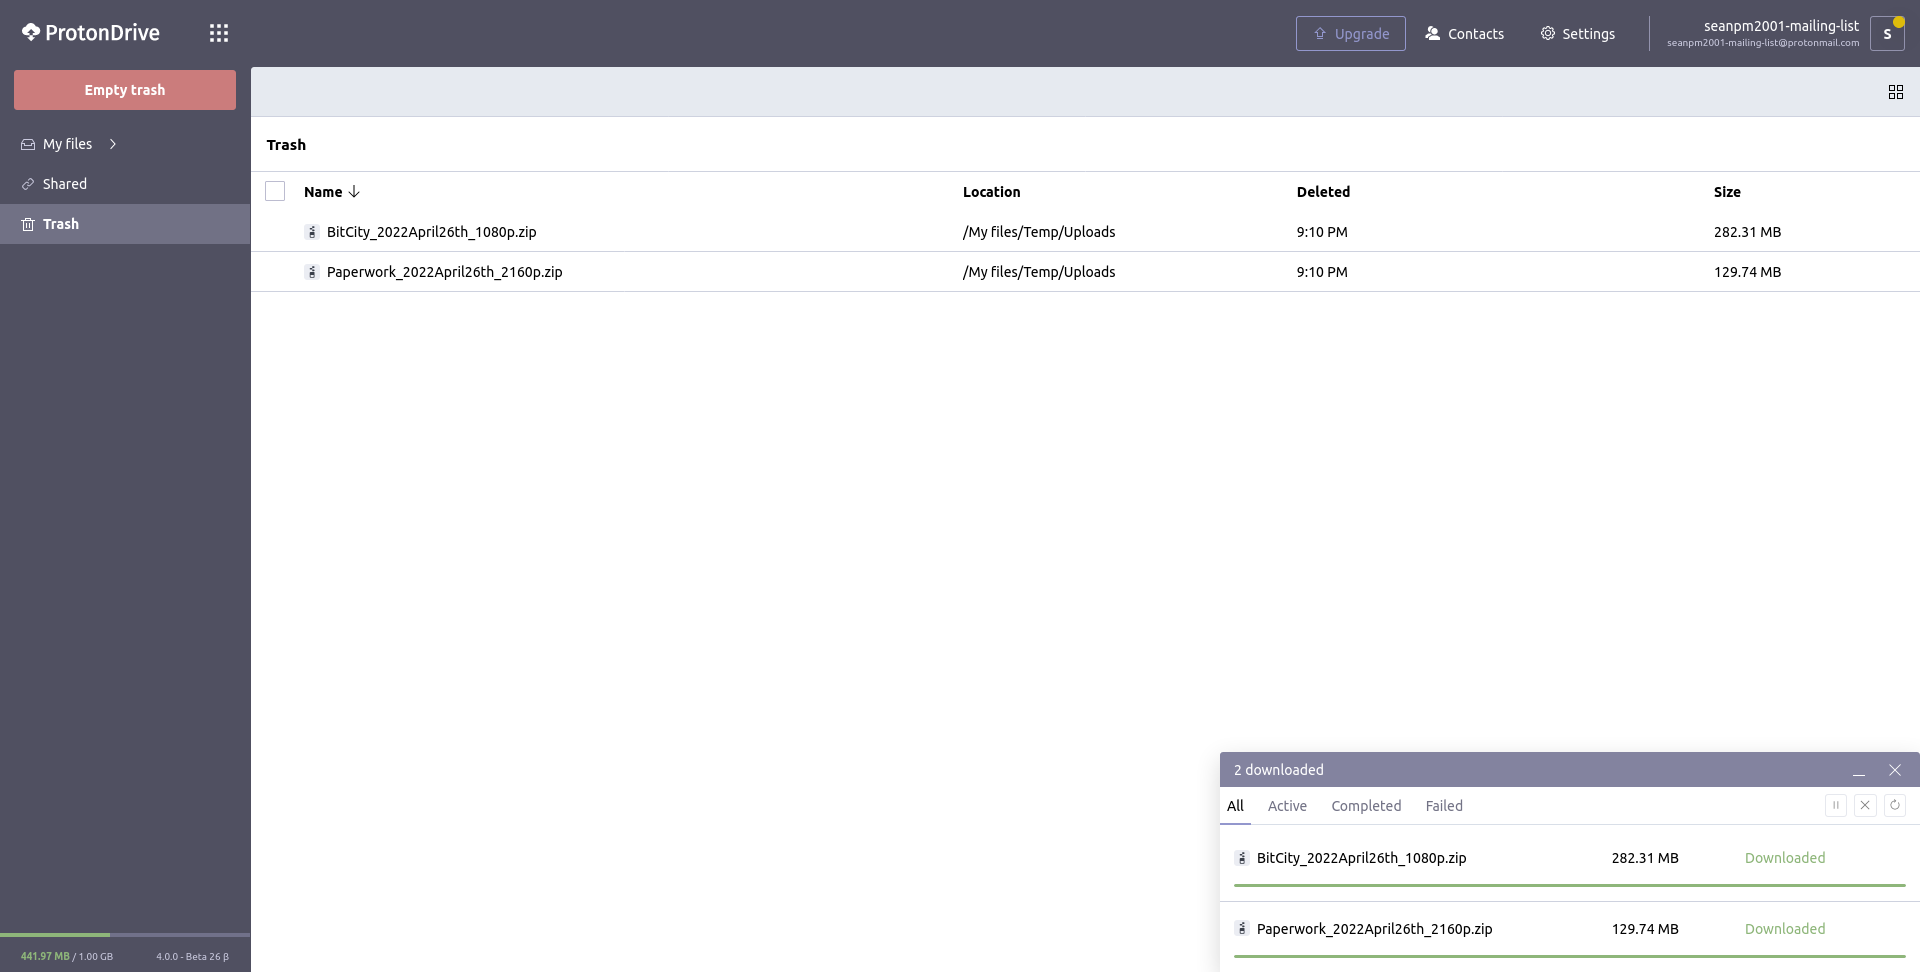 ProtonDrive
Upgrade
Contacts
Settings
seanpm2001-mailing-list
seanpm2001-mailing-list@protonmail.com
S
Empty trash
My files
Shared
Trash
Trash
Name Location Deleted Size
BitCity_2022April26th_1080p.zip /My files/Temp/Uploads 9:10 PM 282.31 MB
Paperwork_2022April26th_2160p.zip /My files/Temp/Uploads 9:10 PM 129.74 MB
2 downloaded
All Active Completed Failed
BitCity_2022April26th_1080p.zip 282.31 MB Downloaded
Paperwork_2022April26th_2160p.zip 129.74 MB Downloaded
441.97 MB / 1.00 GB 4.0.0 - Beta 26 β